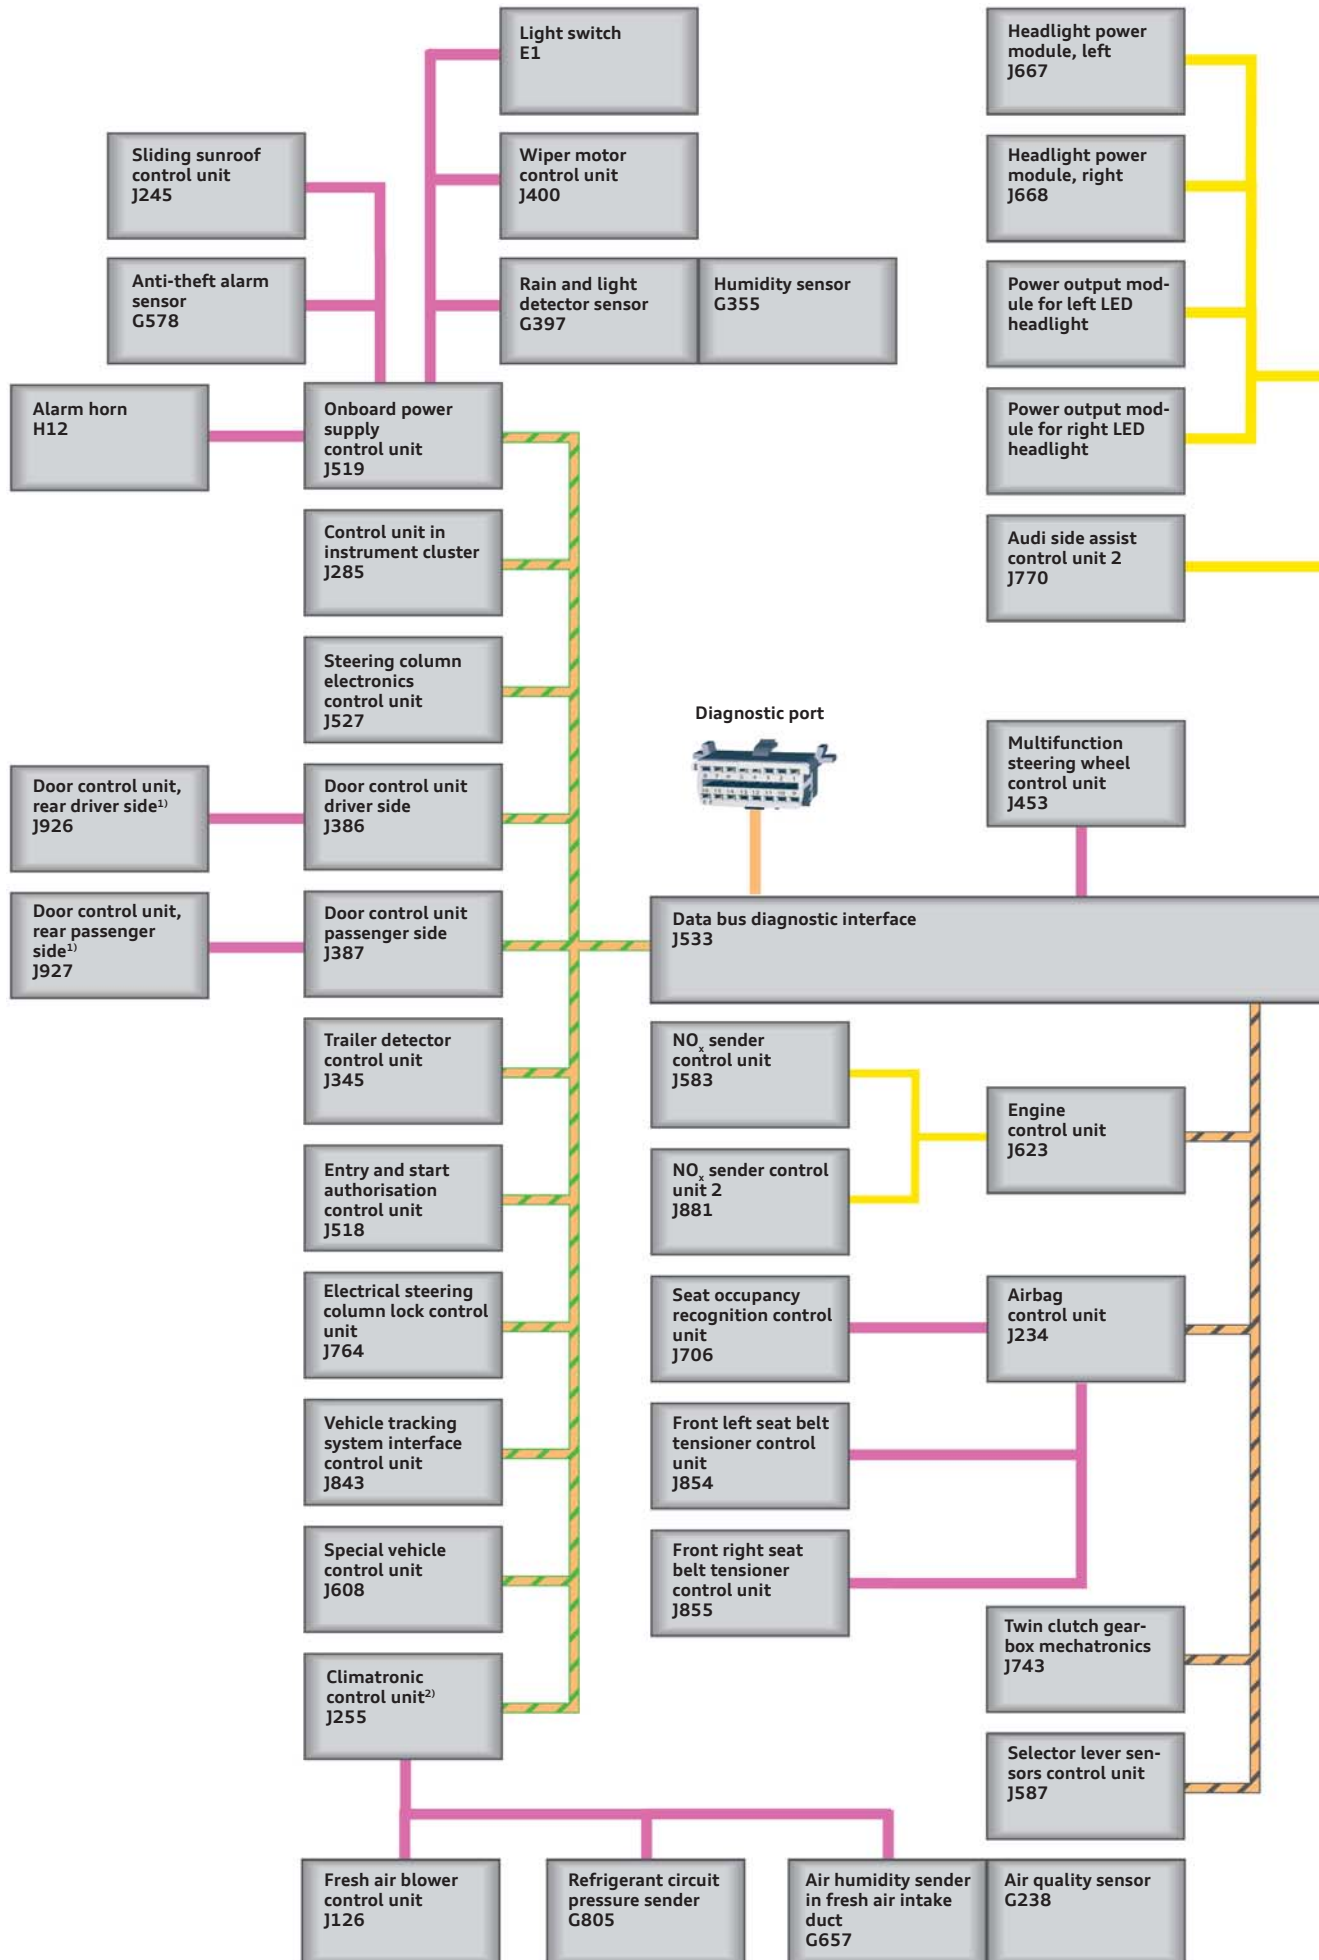 Light switch
E1
Headlight power
module, left
J667
Sliding sunroof
control unit
J245
Wiper motor
control unit
J400
Headlight power
module, right
J668
Anti-theft alarm
sensor
G578
Rain and light
detector sensor
G397
Humidity sensor
G355
Power output mod-
ule for left LED
headlight
Alarm horn
H12
Onboard power
supply
control unit
J519
Power output mod-
ule for right LED
headlight
Control unit in
instrument cluster
J285
Audi side assist
control unit 2
J770
Steering column
electronics
control unit
J527
Diagnostic port
Multifunction
steering wheel
control unit
J453
Door control unit,
rear driver side1)
J926
Door control unit
driver side
J386
Door control unit,
rear passenger
side1)
J927
Door control unit
passenger side
J387
Data bus diagnostic interface
J533
Trailer detector
control unit
J345
NOx sender
control unit
J583
Engine
control unit
J623
Entry and start
authorisation
control unit
J518
NOx sender control
unit 2
J881
Electrical steering
column lock control
unit
J764
Seat occupancy
recognition control
unit
J706
Airbag
control unit
J234
Vehicle tracking
system interface
control unit
J843
Front left seat belt
tensioner control
unit
J854
Special vehicle
control unit
J608
Front right seat
belt tensioner
control unit
J855
Twin clutch gear-
box mechatronics
J743
Climatronic
control unit2)
J255
Selector lever sen-
sors control unit
J587
Fresh air blower
control unit
J126
Refrigerant circuit
pressure sender
G805
Air humidity sender
in fresh air intake
duct
G657
Air quality sensor
G238